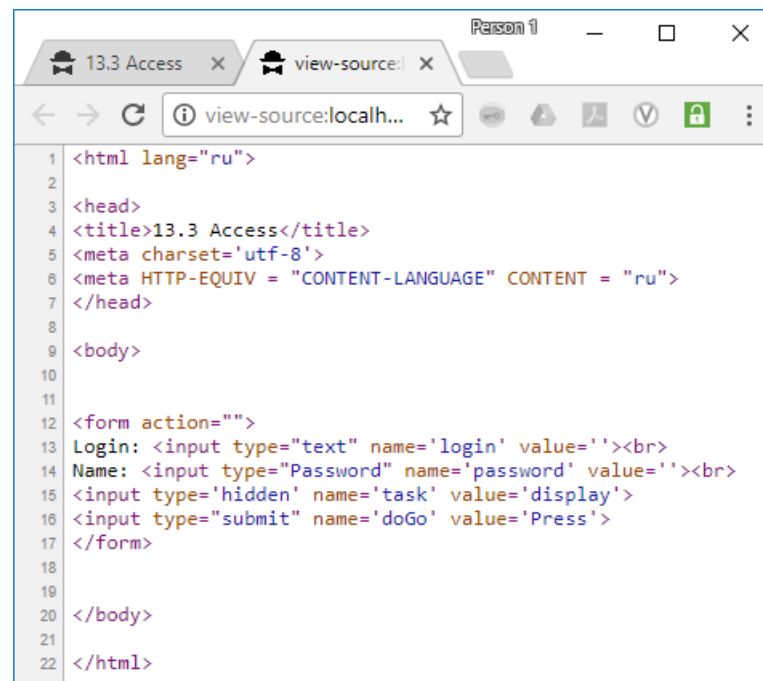 Person 1
13.3 Access
view-source:l
view-source:localh...
1 <html lang="ru">
2
3 <head>
4 <title>13.3 Access</title>
5 <meta charset='utf-8'>
6 <meta HTTP-EQUIV = "CONTENT-LANGUAGE" CONTENT = "ru">
7 </head>
8
9 <body>
10
11
12 <form action="">
13 Login: <input type="text" name='login' value=''><br>
14 Name: <input type="Password" name='password' value=''><br>
15 <input type='hidden' name='task' value='display'>
16 <input type="submit" name='doGo' value='Press'>
17 </form>
18
19
20 </body>
21
22 </html>